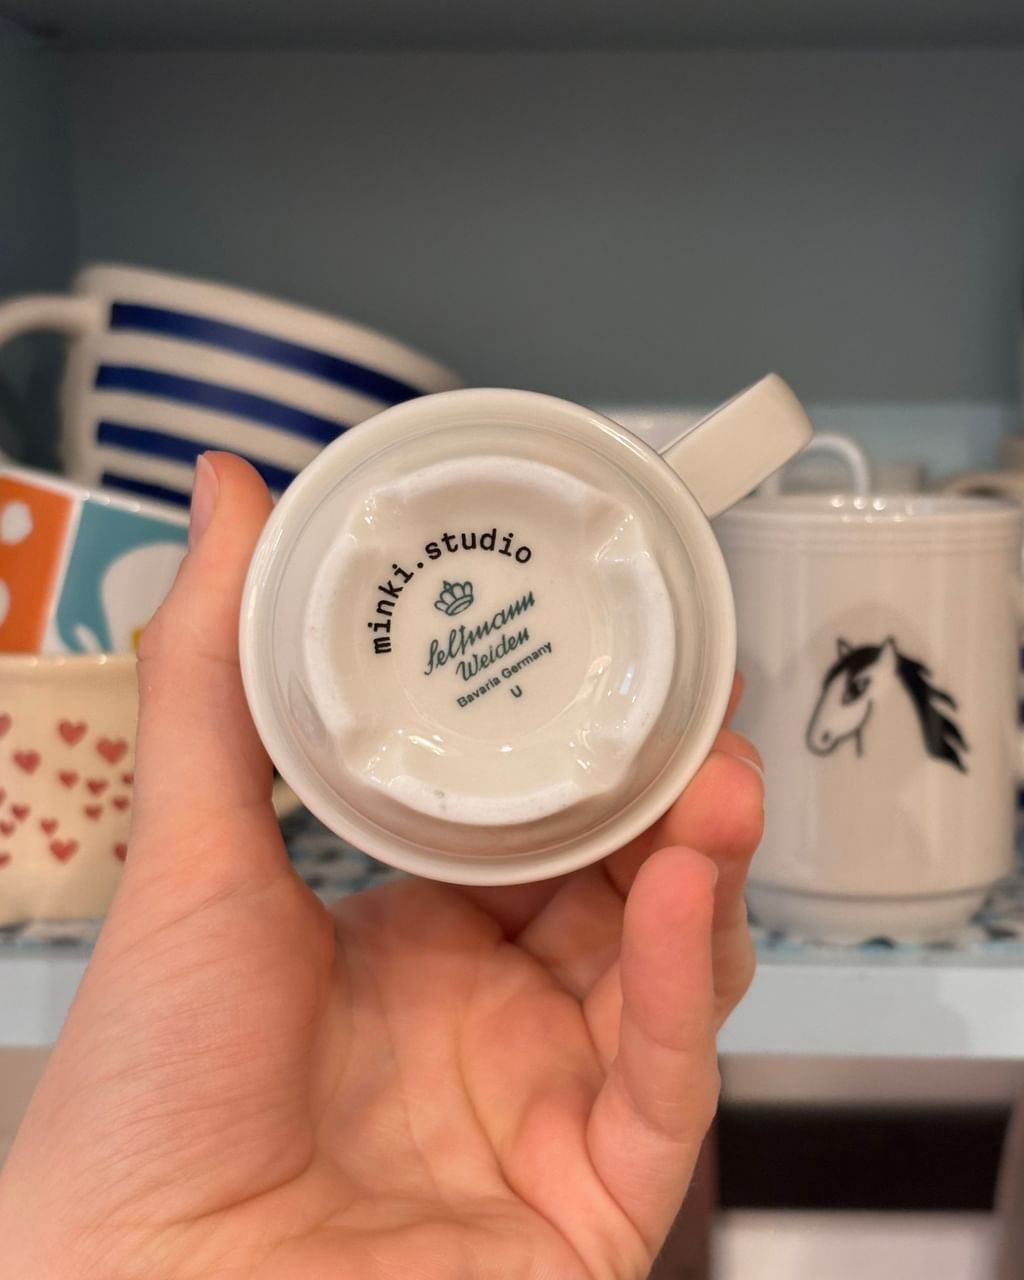 minki.studio
Seltmann
Weiden
Bavaria Germany
U